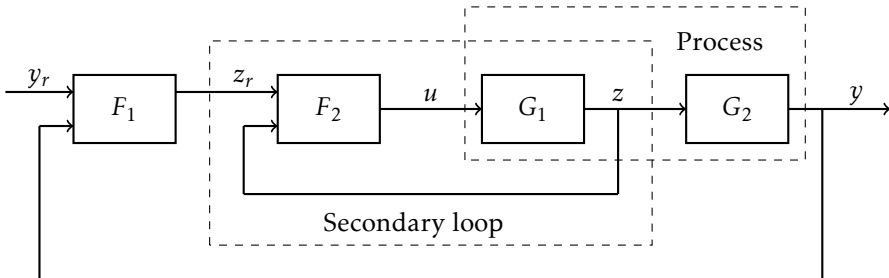 Process
y_r
F_1
z_r
F_2
u
G_1
z
G_2
y
Secondary loop